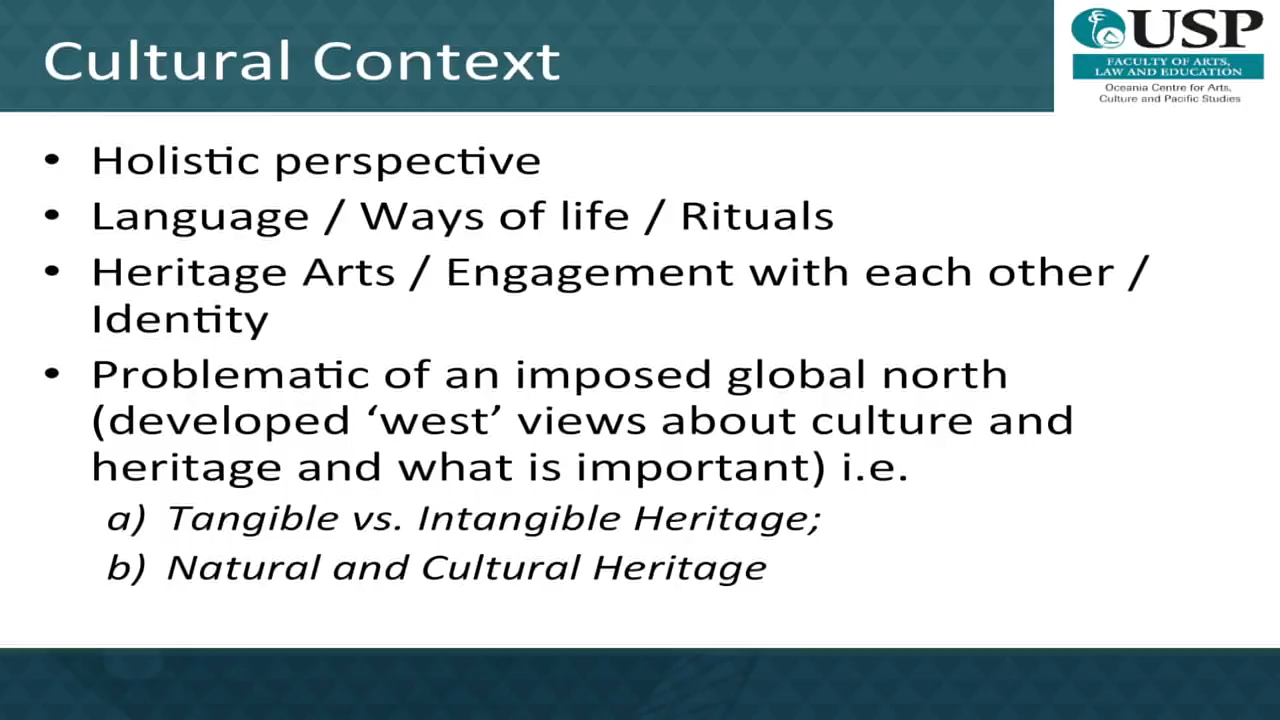 Cultural Context
USP
FACULTY OF ARTS,
LAW AND EDUCATION
Oceania Centre for Arts,
Culture and Pacific Studies
• Holistic perspective
• Language / Ways of life / Rituals
• Heritage Arts / Engagement with each other /
Identity
• Problematic of an imposed global north
(developed ‘west’ views about culture and
heritage and what is important) i.e.
a) Tangible vs. Intangible Heritage;
b) Natural and Cultural Heritage